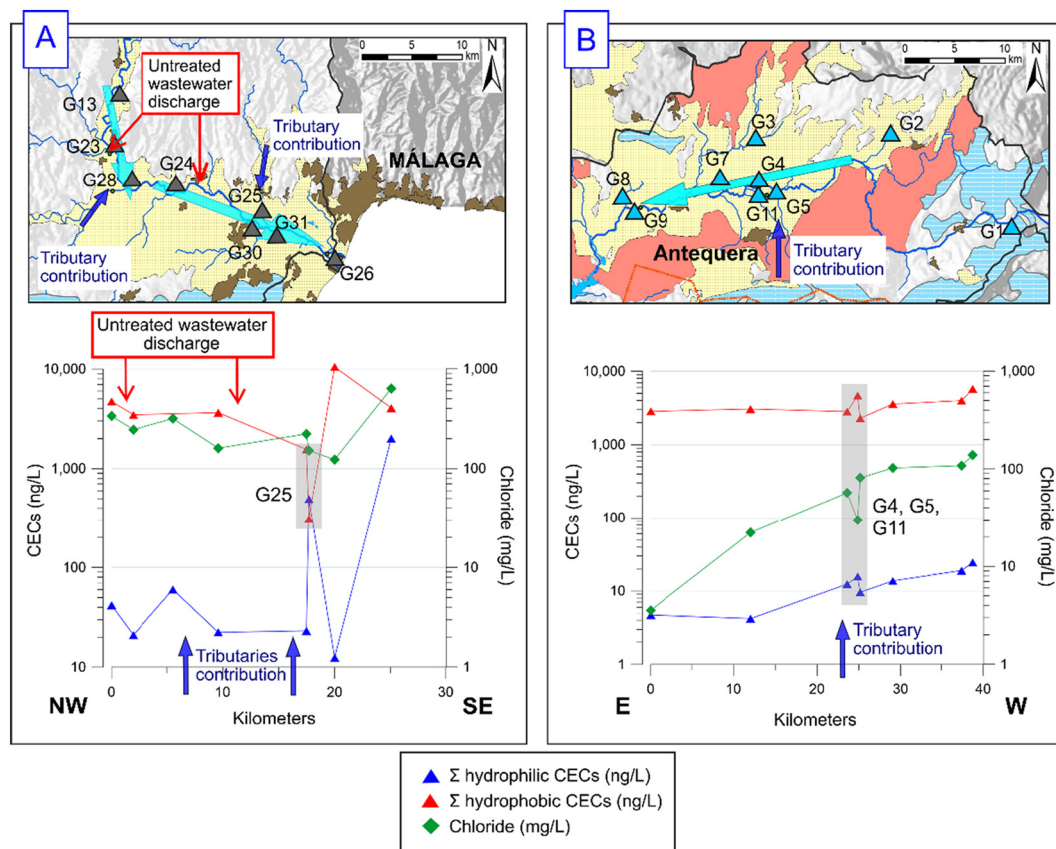 A
0 5 10
km
N
Untreated
wastewater
discharge
Tributary
contribution
MÁLAGA
G13
G23
G24
G28
G25
G31
G30
G26
Tributary
contribution
Untreated wastewater
discharge
10,000
1,000
100
10
CECs (ng/L)
1,000
100
10
1
Chloride (mg/L)
G25
Tributaries
contribution
0 10 20 30
NW
Kilometers
SE
B
0 5 10
km
N
G3
G2
G7
G4
G8
G9
G11
G5
G1
Antequera
Tributary
contribution
10,000
1,000
100
10
1
CECs (ng/L)
1,000
100
10
1
Chloride (mg/L)
G4, G5,
G11
Tributary
contribution
0 10 20 30 40
E
Kilometers
W
Σ hydrophilic CECs (ng/L)
Σ hydrophobic CECs (ng/L)
Chloride (mg/L)